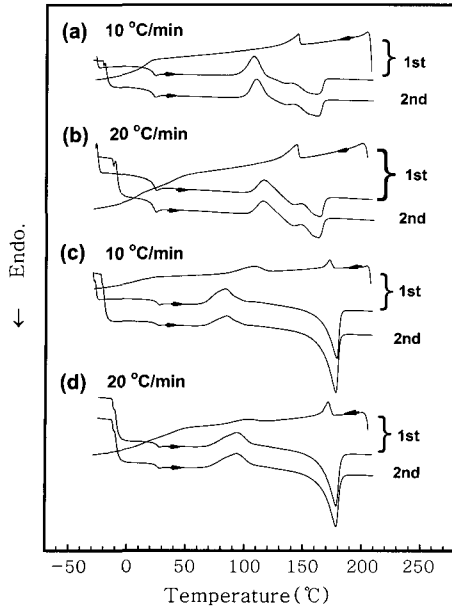 (a) 10 °C/min
1st
2nd
(b) 20 °C/min
1st
2nd
(c) 10 °C/min
1st
2nd
(d) 20 °C/min
1st
2nd
← Endo.
-50 0 50 100 150 200 250
Temperature(℃)